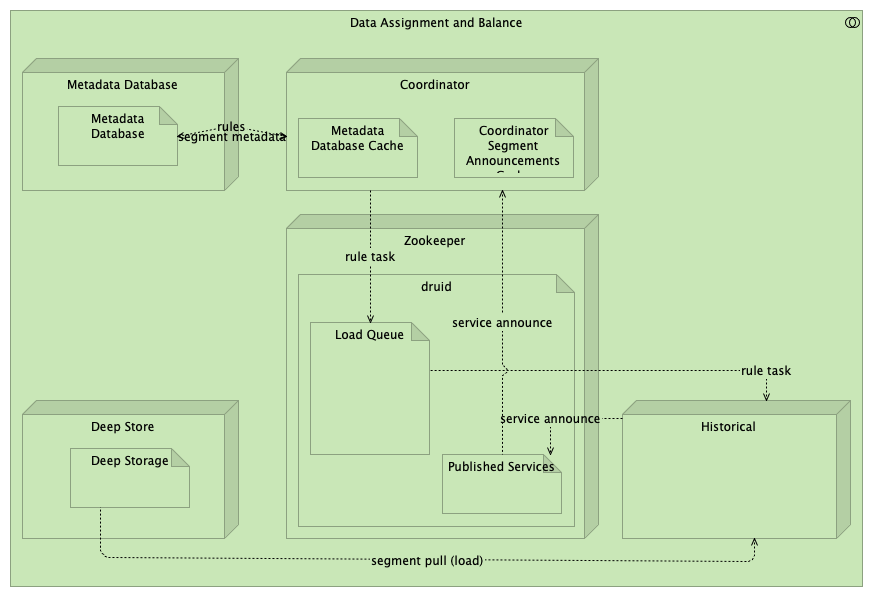 Data Assignment and Balance
Metadata Database
Metadata
Database
rules
segment metadata
Coordinator
Metadata
Database Cache
Coordinator
Segment
Announcements
Zookeeper
rule task
druid
service announce
Load Queue
rule task
service announce
Published Services
Historical
Deep Store
Deep Storage
segment pull (load)